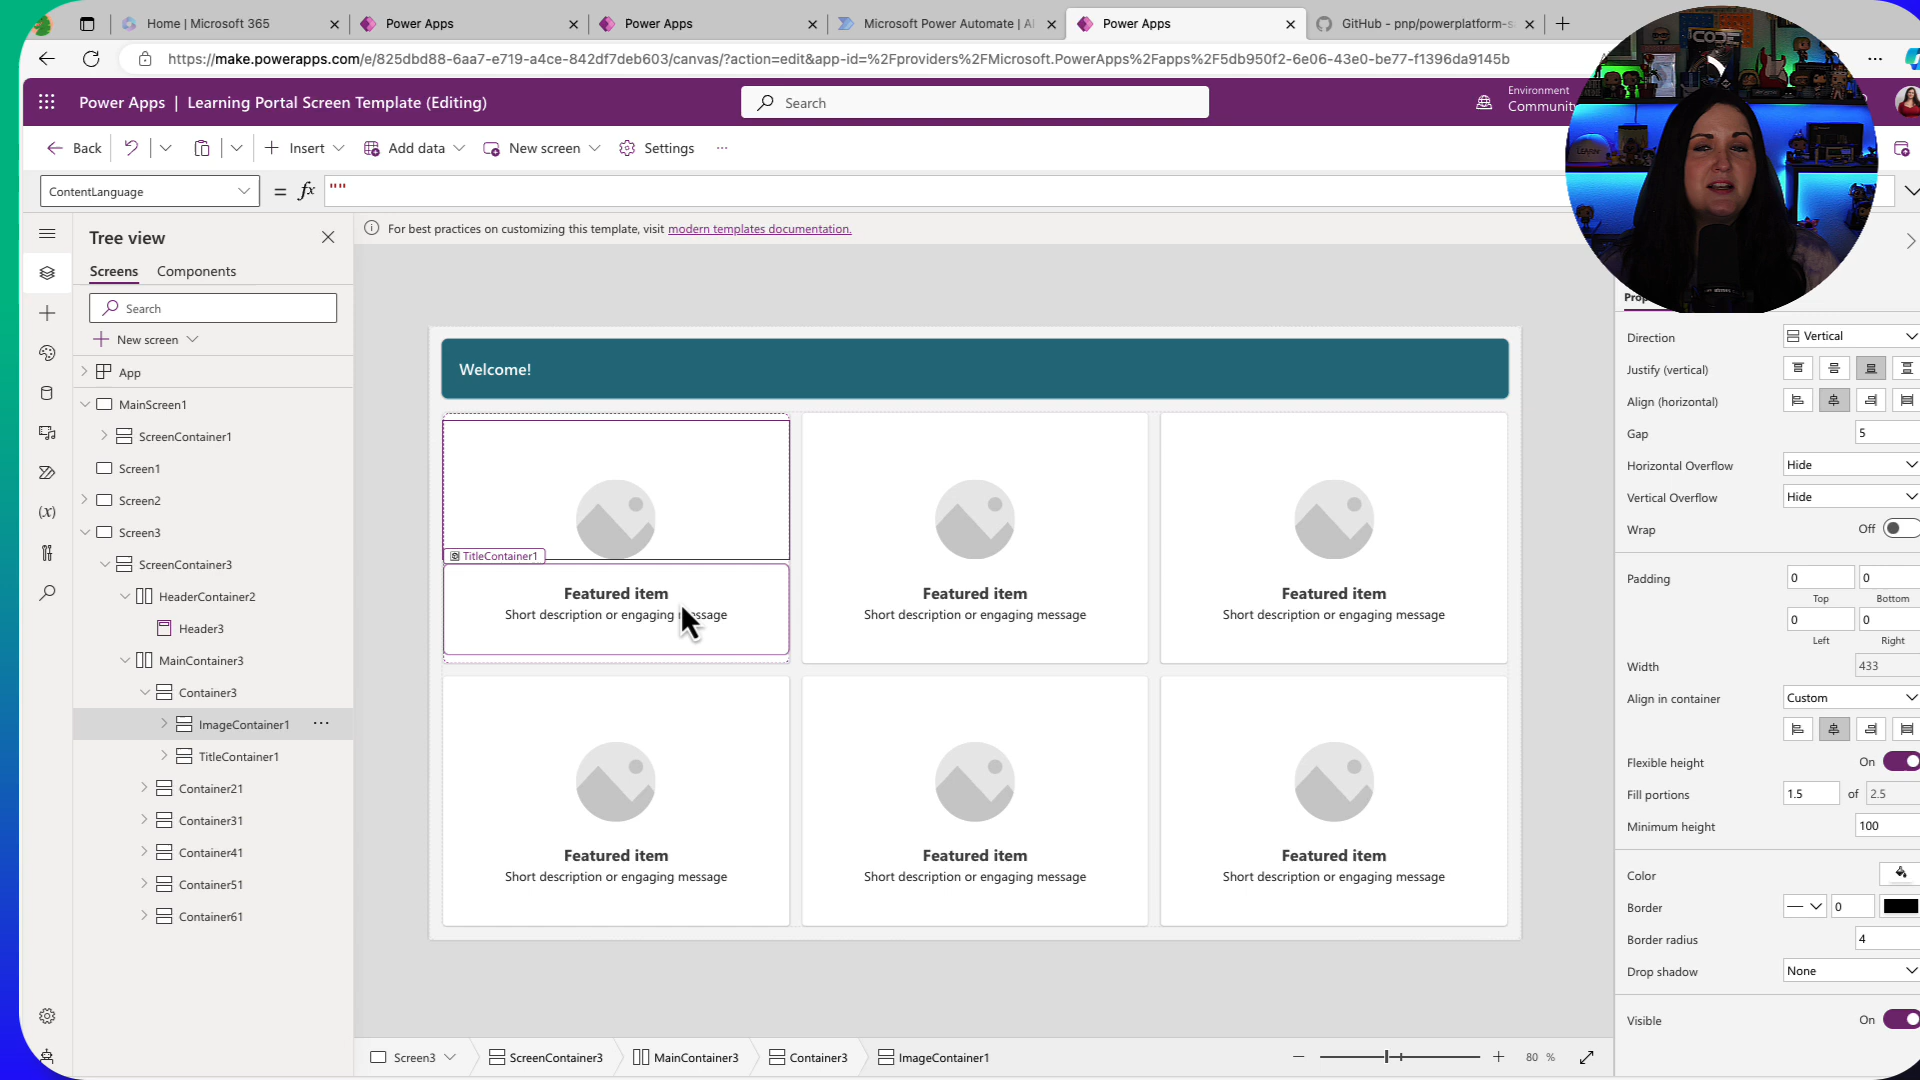 Home | Microsoft 365
Power Apps
Power Apps
Microsoft Power Automate | AI
Power Apps
GitHub - pnp/powerplatform-s
https://make.powerapps.com/e/825dbd88-6aa7-e719-a4ce-842df7deb603/canvas/?action=edit&app-id=%2Fproviders%2FMicrosoft.PowerApps%2Fapps%2F5db950f2-6e06-43e0-be77-f1396da9145b
Power Apps | Learning Portal Screen Template (Editing)
Search
Environment
Community
Back
Insert
Add data
New screen
Settings
ContentLanguage
= fx ""
Tree view
For best practices on customizing this template, visit modern templates documentation.
Screens
Components
Search
New screen
App
MainScreen1
ScreenContainer1
Screen1
Screen2
Screen3
ScreenContainer3
HeaderContainer2
Header3
MainContainer3
Container3
ImageContainer1
TitleContainer1
Container21
Container31
Container41
Container51
Container61
Welcome!
TitleContainer1
Featured item
Short description or engaging message
Featured item
Short description or engaging message
Featured item
Short description or engaging message
Featured item
Short description or engaging message
Featured item
Short description or engaging message
Featured item
Short description or engaging message
Direction
Vertical
Justify (vertical)
Align (horizontal)
Gap
5
Horizontal Overflow
Hide
Vertical Overflow
Hide
Wrap
Off
Padding
0
0
Top
Bottom
0
0
Left
Right
Width
433
Align in container
Custom
Flexible height
On
Fill portions
1.5 of 2.5
Minimum height
100
Color
Border
0
Border radius
4
Drop shadow
None
Visible
On
Screen3
ScreenContainer3
MainContainer3
Container3
ImageContainer1
80 %